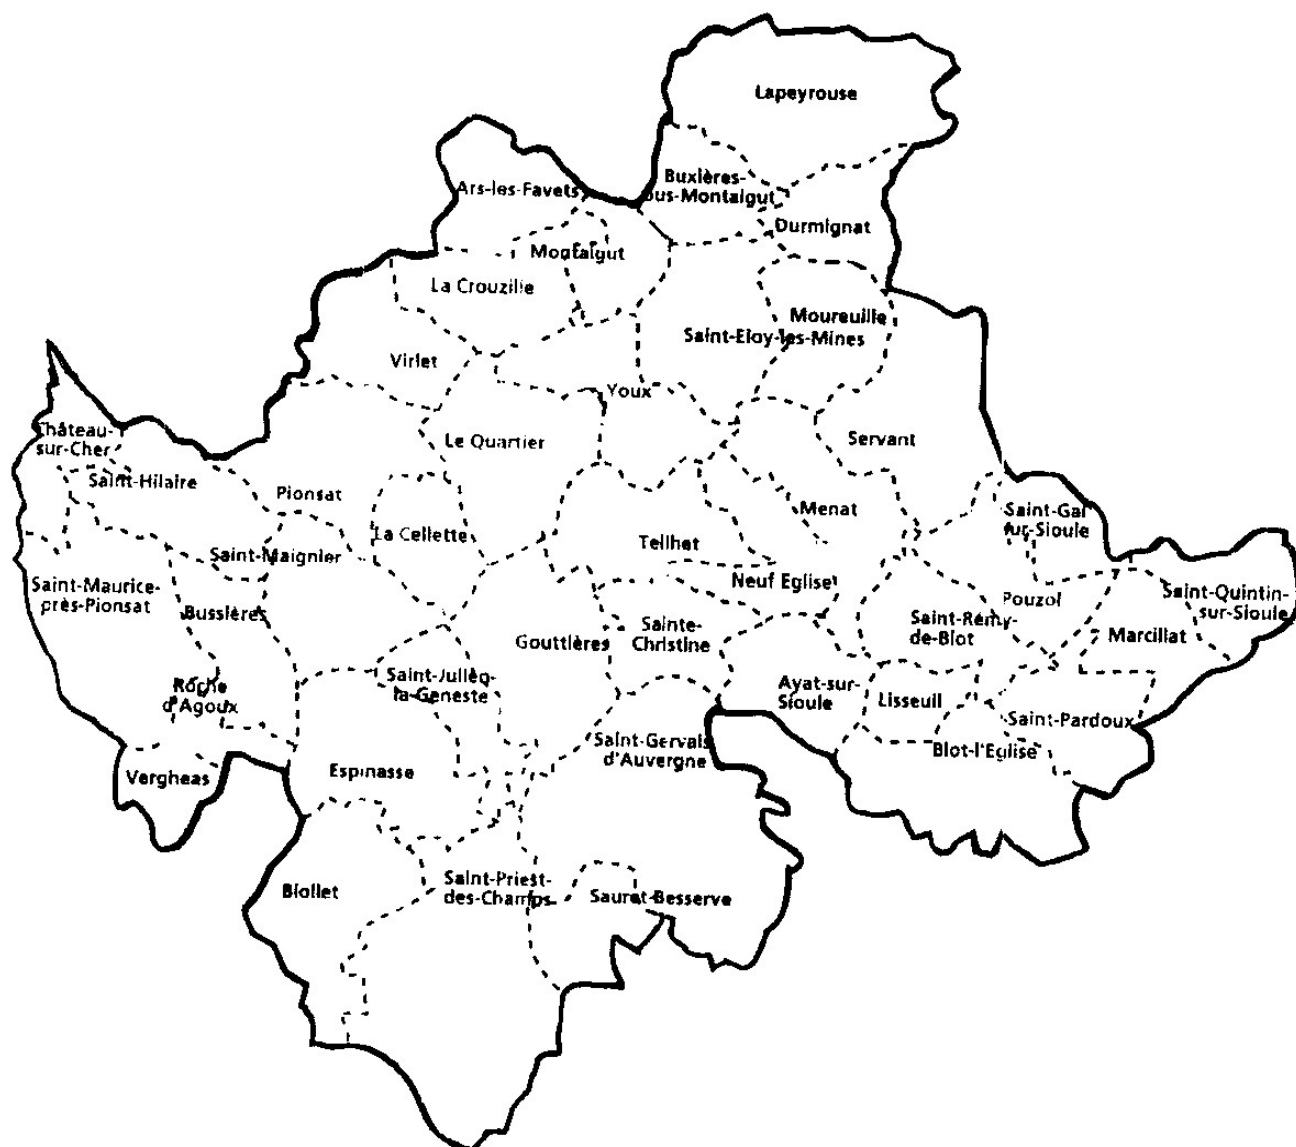 Lapeyrouse
Ars-les-Favets
Buxières-
sous-Montaigut
Durmignat
Montaigut
La Crouzille
Moureuille
Saint-Eloy-les-Mines
Virlet
Youx
Château-
sur-Cher
Le Quartier
Servant
Saint-Hilaire
Pionsat
Menat
Saint-Gal
sur-Sioule
La Cellette
Teilhet
Saint-Maignier
Neuf Eglise
Saint-Maurice-
près-Pionsat
Bussières
Pouzol
Saint-Quintin-
sur-Sioule
Saint-Rémy-
de-Blot
Marcillat
Gouttières
Sainte-
Christine
Saint-Julien-
la-Geneste
Roche
d'Agoux
Ayat-sur-
Sioule
Lisseuil
Saint-Pardoux
Saint-Gervais
d'Auvergne
Blot-l'Eglise
Vergheas
Espinasse
Biollet
Saint-Priest-
des-Champs
Sauret-Besserve